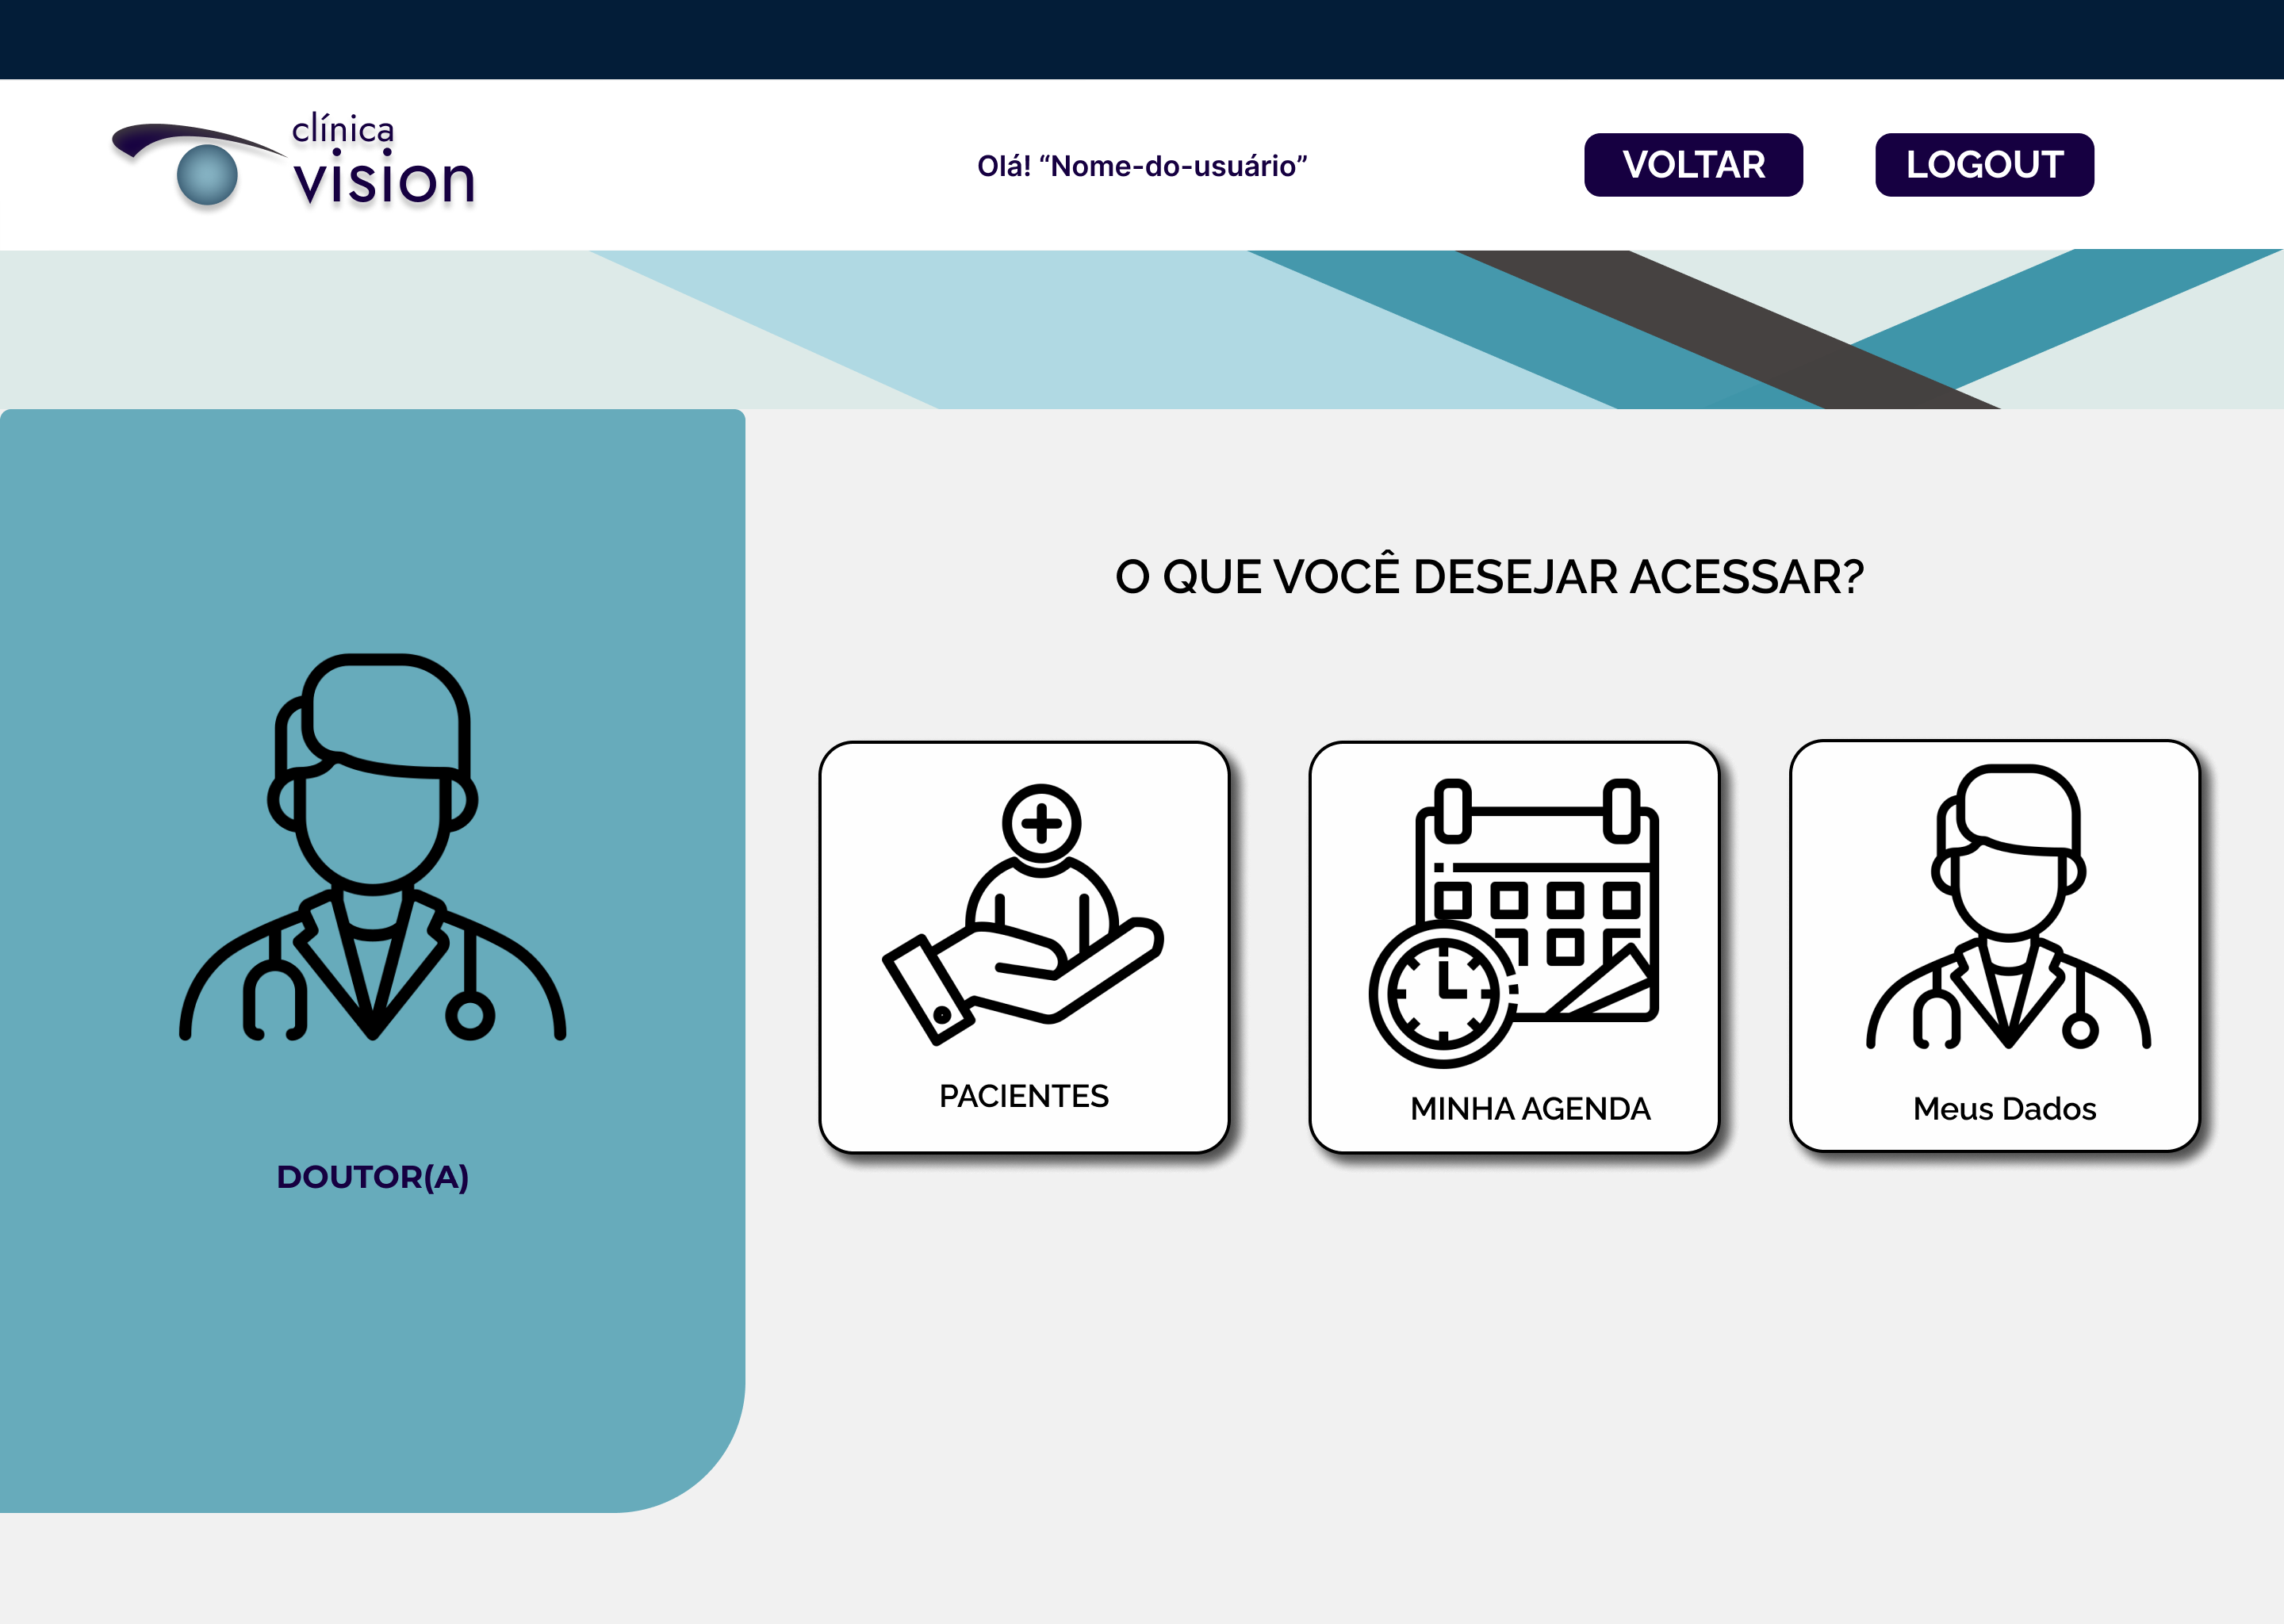 clínica
vision
Olá! “Nome-do-usuário”
VOLTAR
LOGOUT
O QUE VOCÊ DESEJAR ACESSAR?
PACIENTES
MINHA AGENDA
Meus Dados
DOUTOR(A)